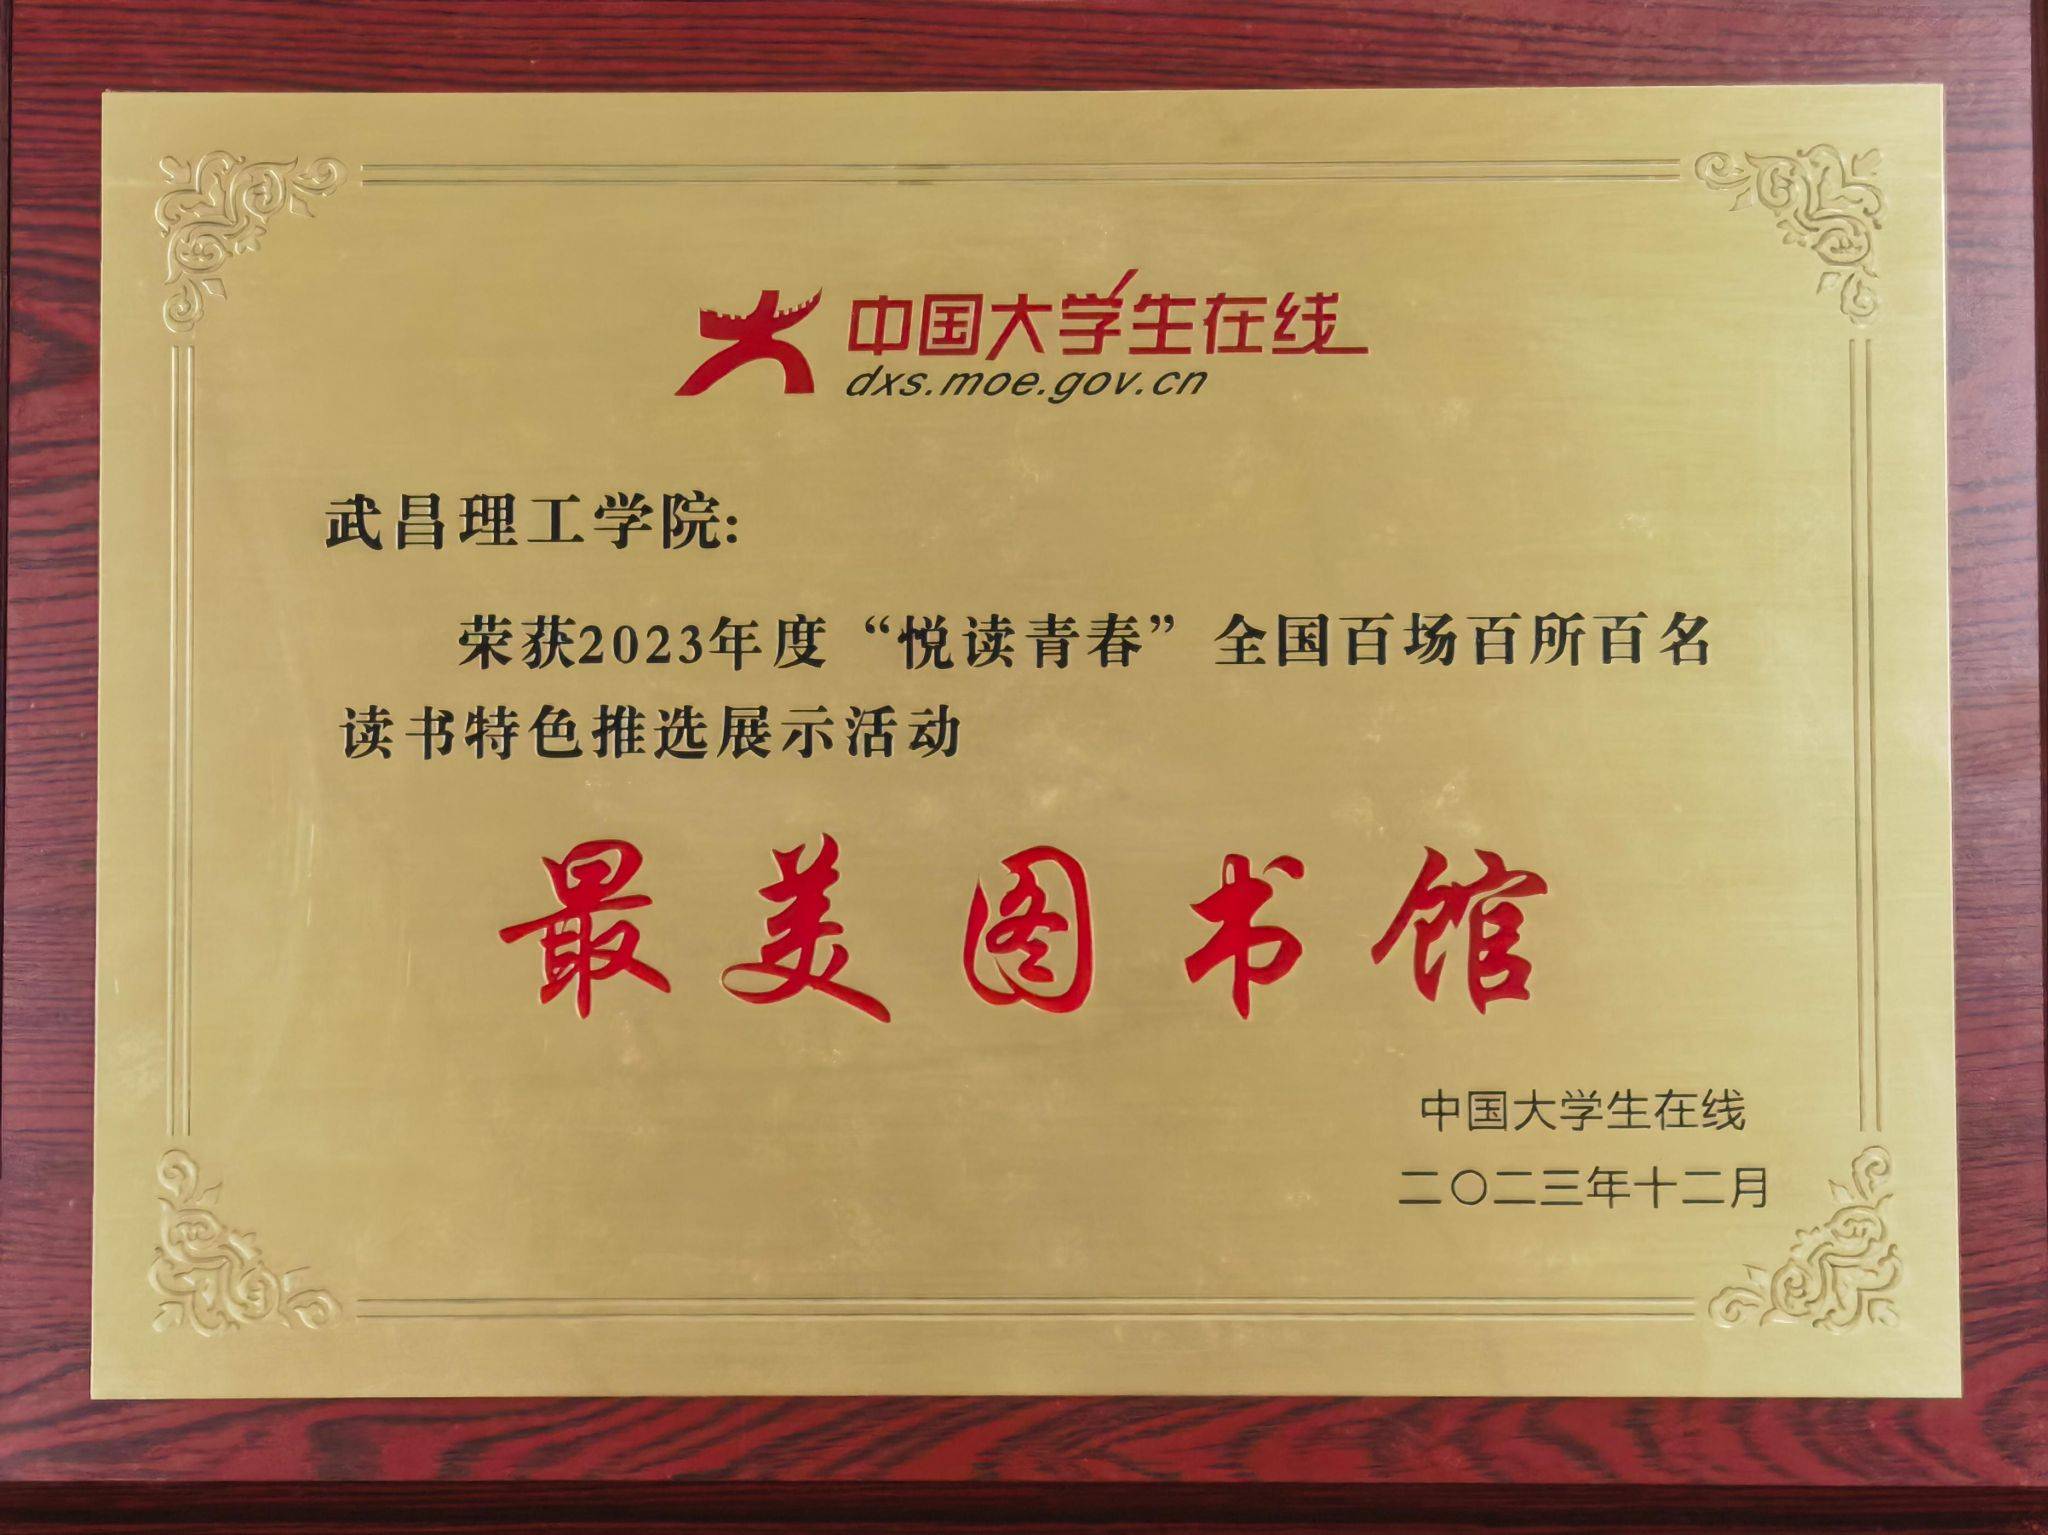 中国大学生在线
dxs.moe.gov.cn
武昌理工学院:
荣获2023年度“悦读青春”全国百场百所百名
读书特色推选展示活动
最美图书馆
中国大学生在线
二〇二三年十二月